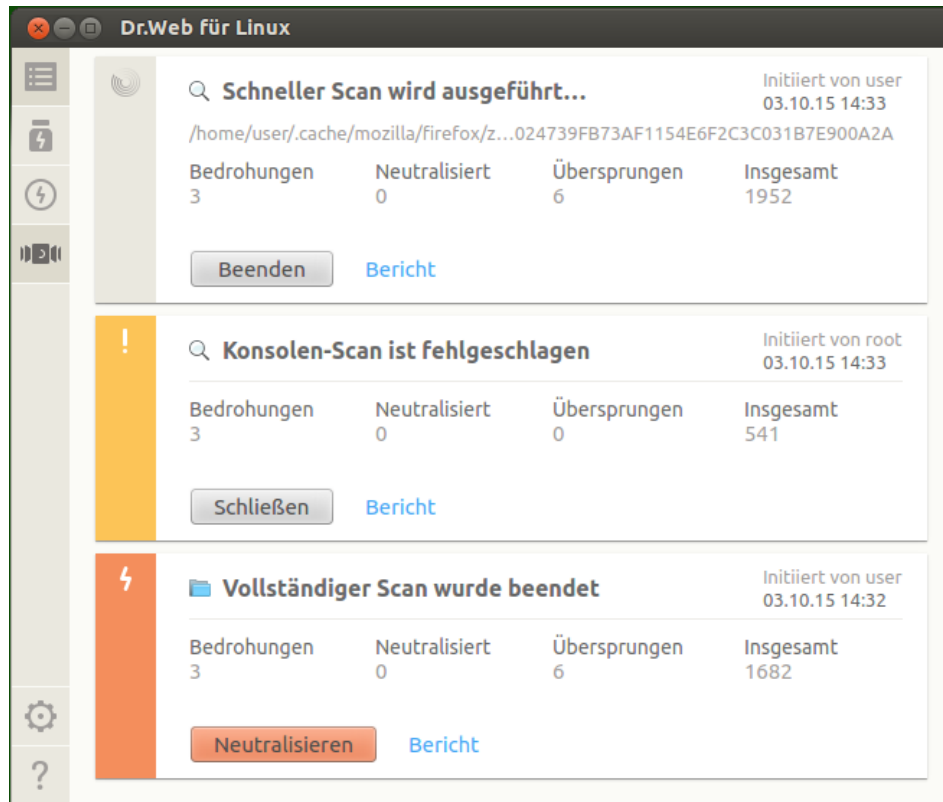 Dr.Web für Linux
Schneller Scan wird ausgeführt...
Initiiert von user
03.10.15 14:33
/home/user/.cache/mozilla/firefox/z...024739FB73AF1154E6F2C3C031B7E900A2A
Bedrohungen Neutralisiert Übersprungen Insgesamt
3 0 6 1952
Beenden Bericht
Konsolen-Scan ist fehlgeschlagen
Initiiert von root
03.10.15 14:33
Bedrohungen Neutralisiert Übersprungen Insgesamt
3 0 0 541
Schließen Bericht
Vollständiger Scan wurde beendet
Initiiert von user
03.10.15 14:32
Bedrohungen Neutralisiert Übersprungen Insgesamt
3 0 6 1682
Neutralisieren Bericht